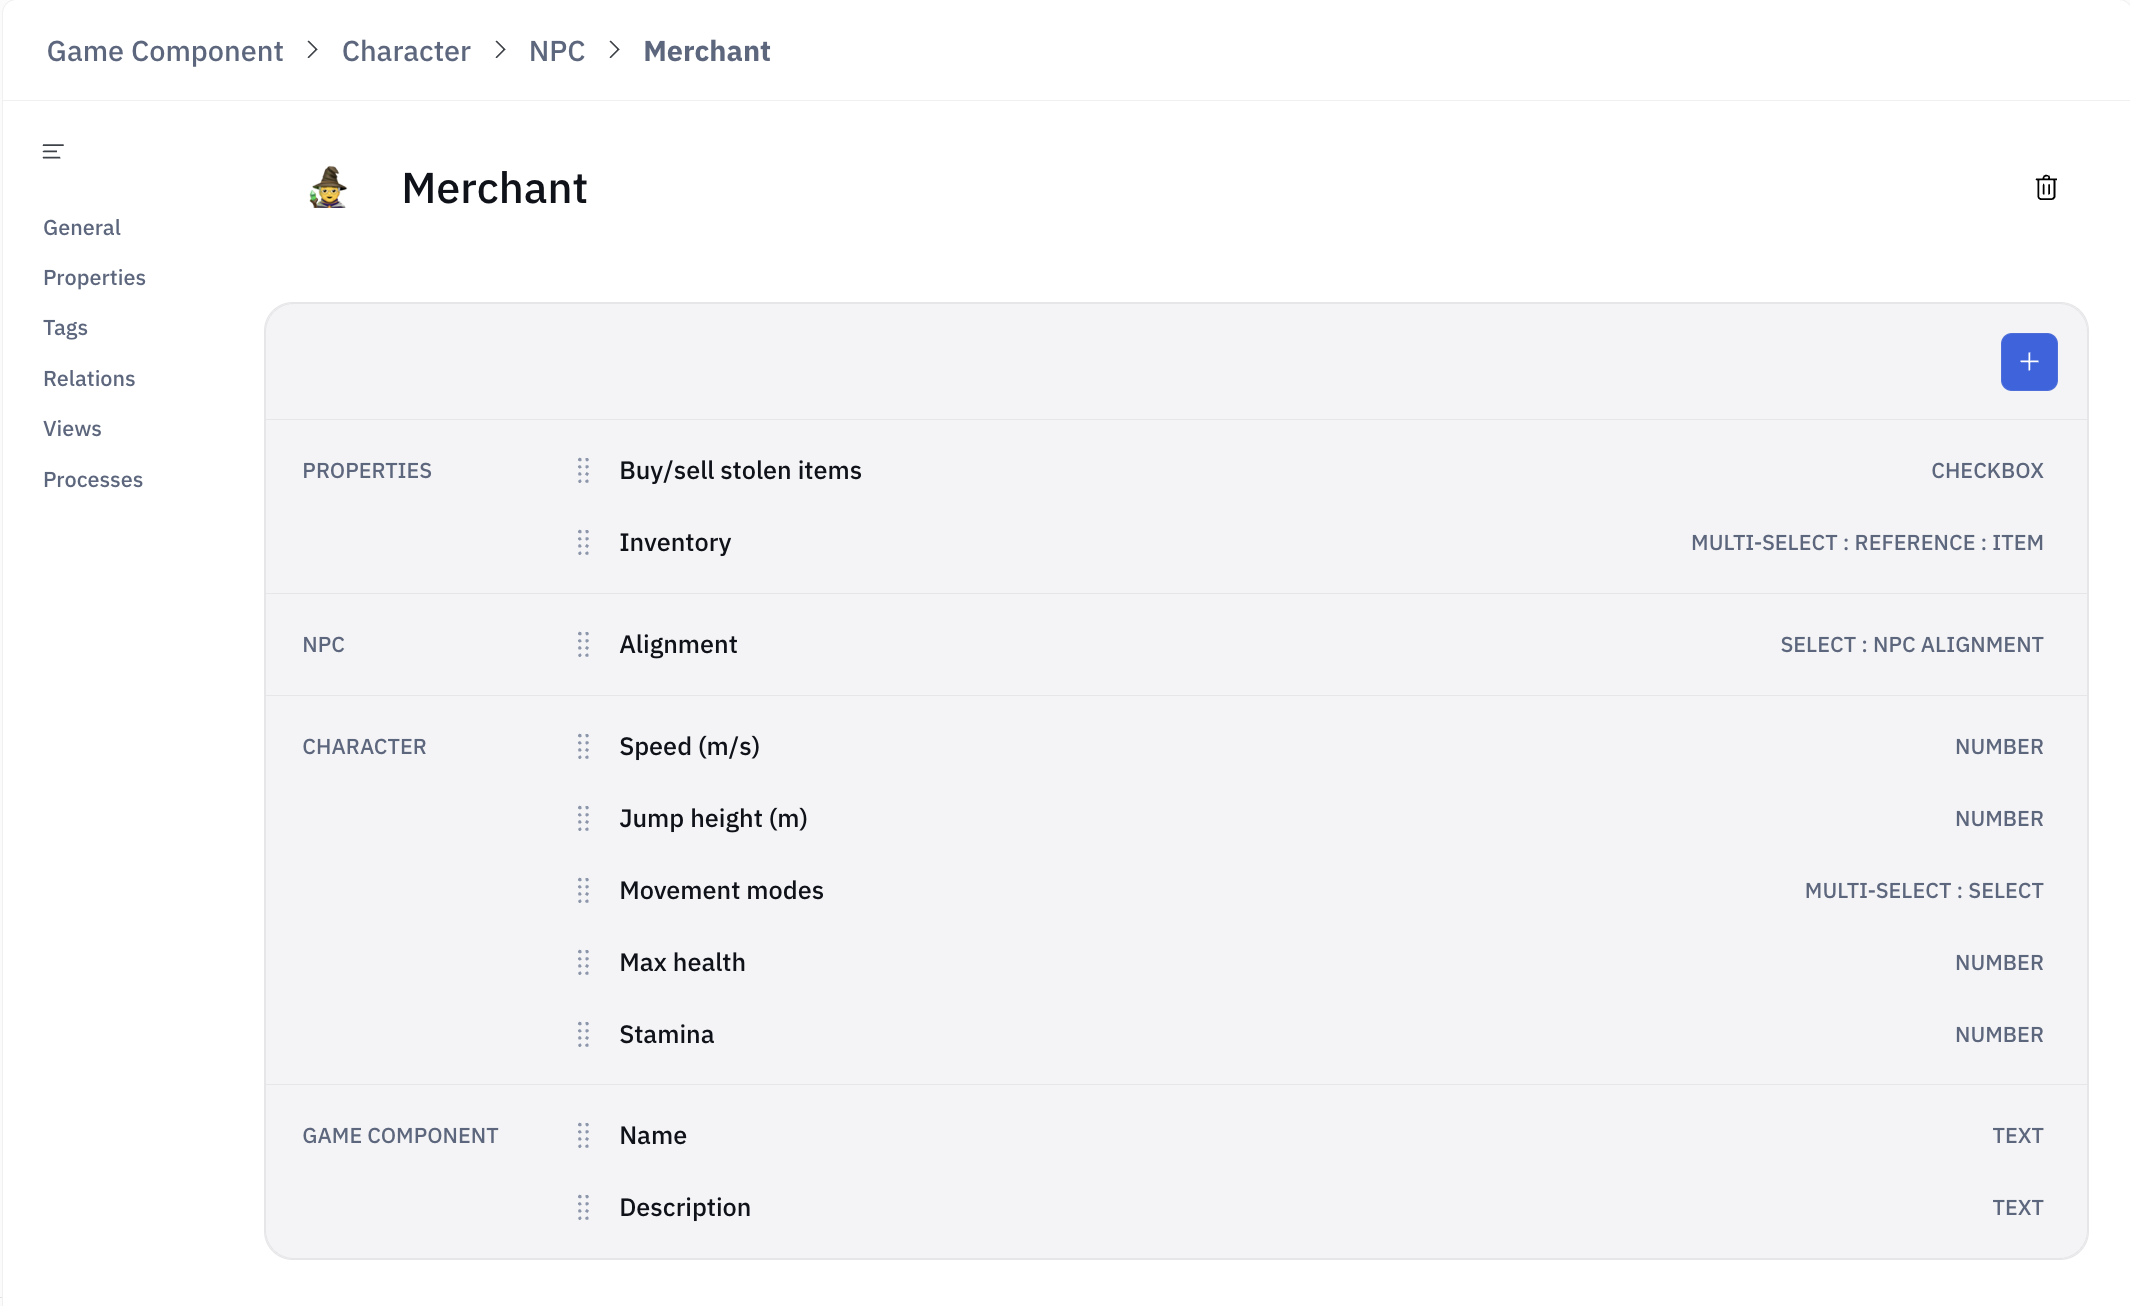 Game Component > Character > NPC > Merchant
Merchant
General
Properties
Tags
Relations
Views
Processes
PROPERTIES Buy/sell stolen items CHECKBOX
Inventory MULTI-SELECT : REFERENCE : ITEM
NPC Alignment SELECT : NPC ALIGNMENT
CHARACTER Speed (m/s) NUMBER
Jump height (m) NUMBER
Movement modes MULTI-SELECT : SELECT
Max health NUMBER
Stamina NUMBER
GAME COMPONENT Name TEXT
Description TEXT